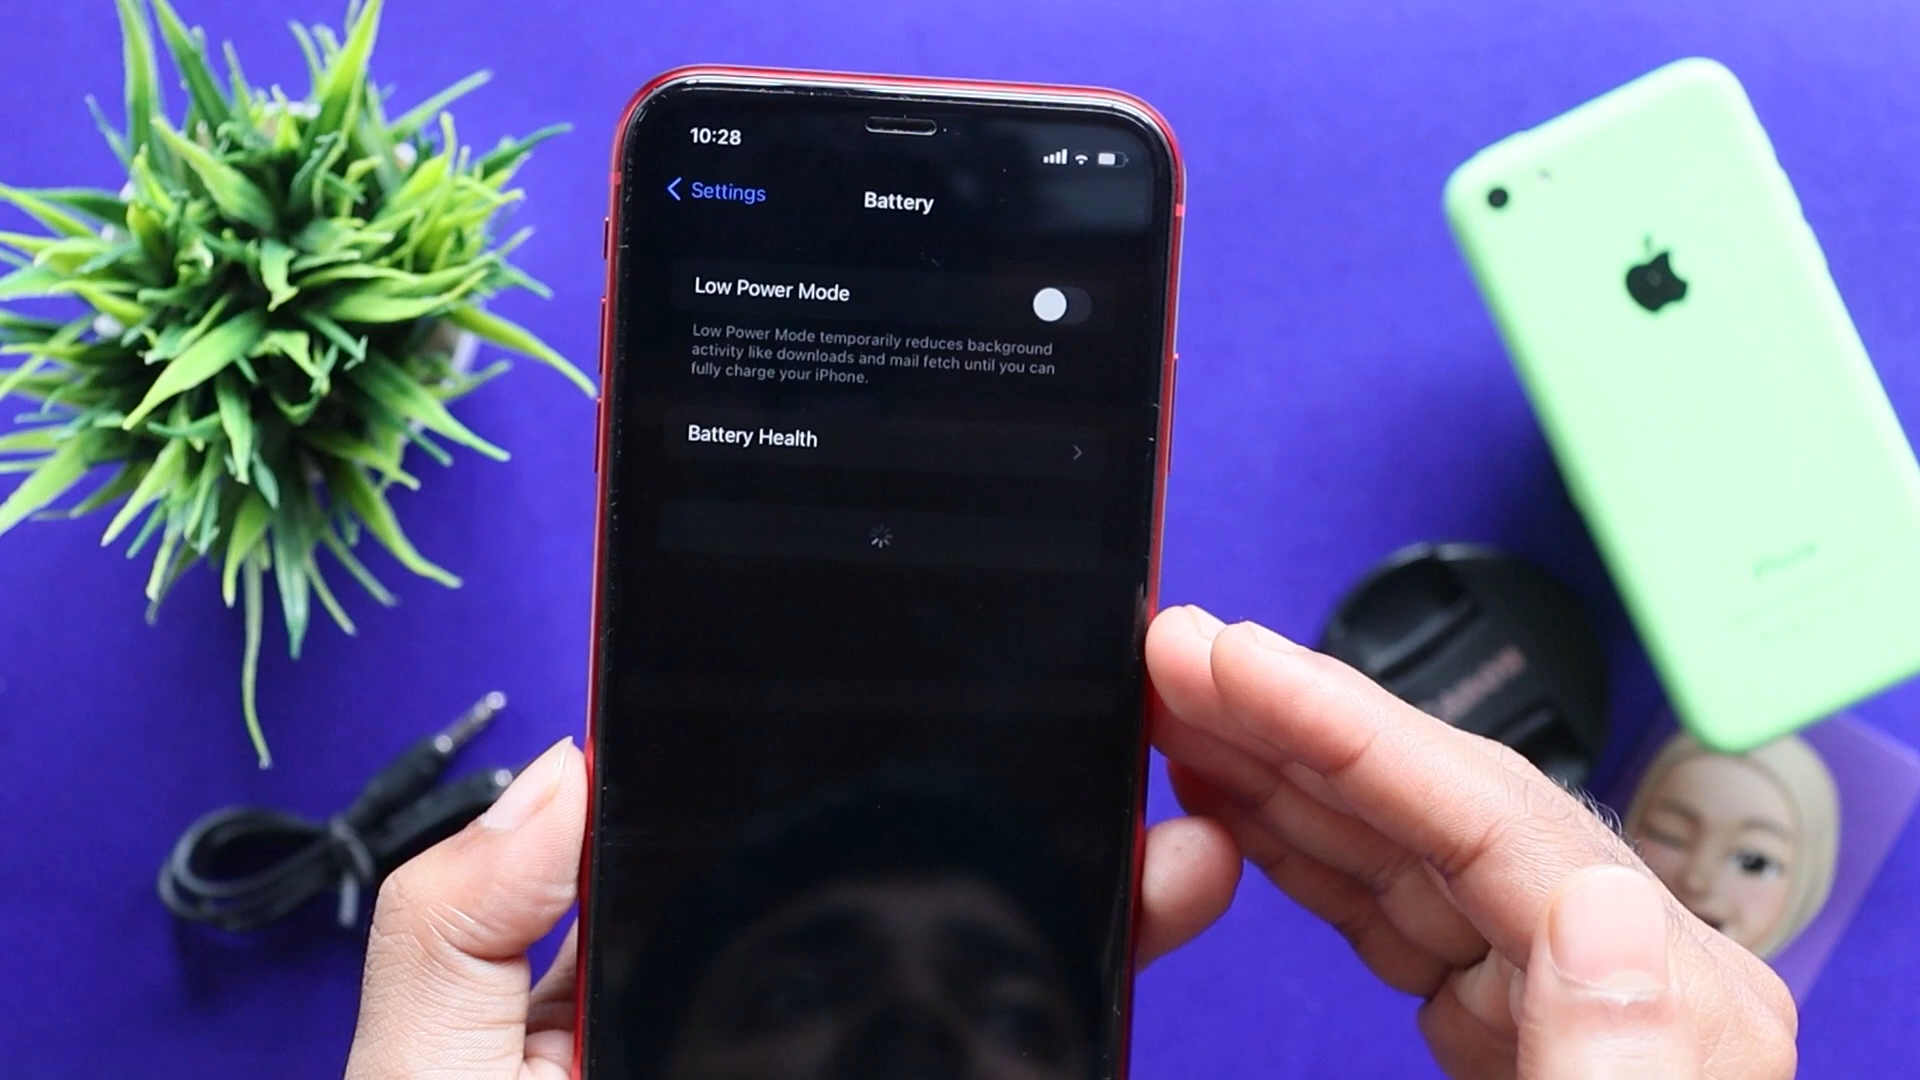 10:28
Settings
Battery
Low Power Mode
Low Power Mode temporarily reduces background
activity like downloads and mail fetch until you can
fully charge your iPhone.
Battery Health
iPhone